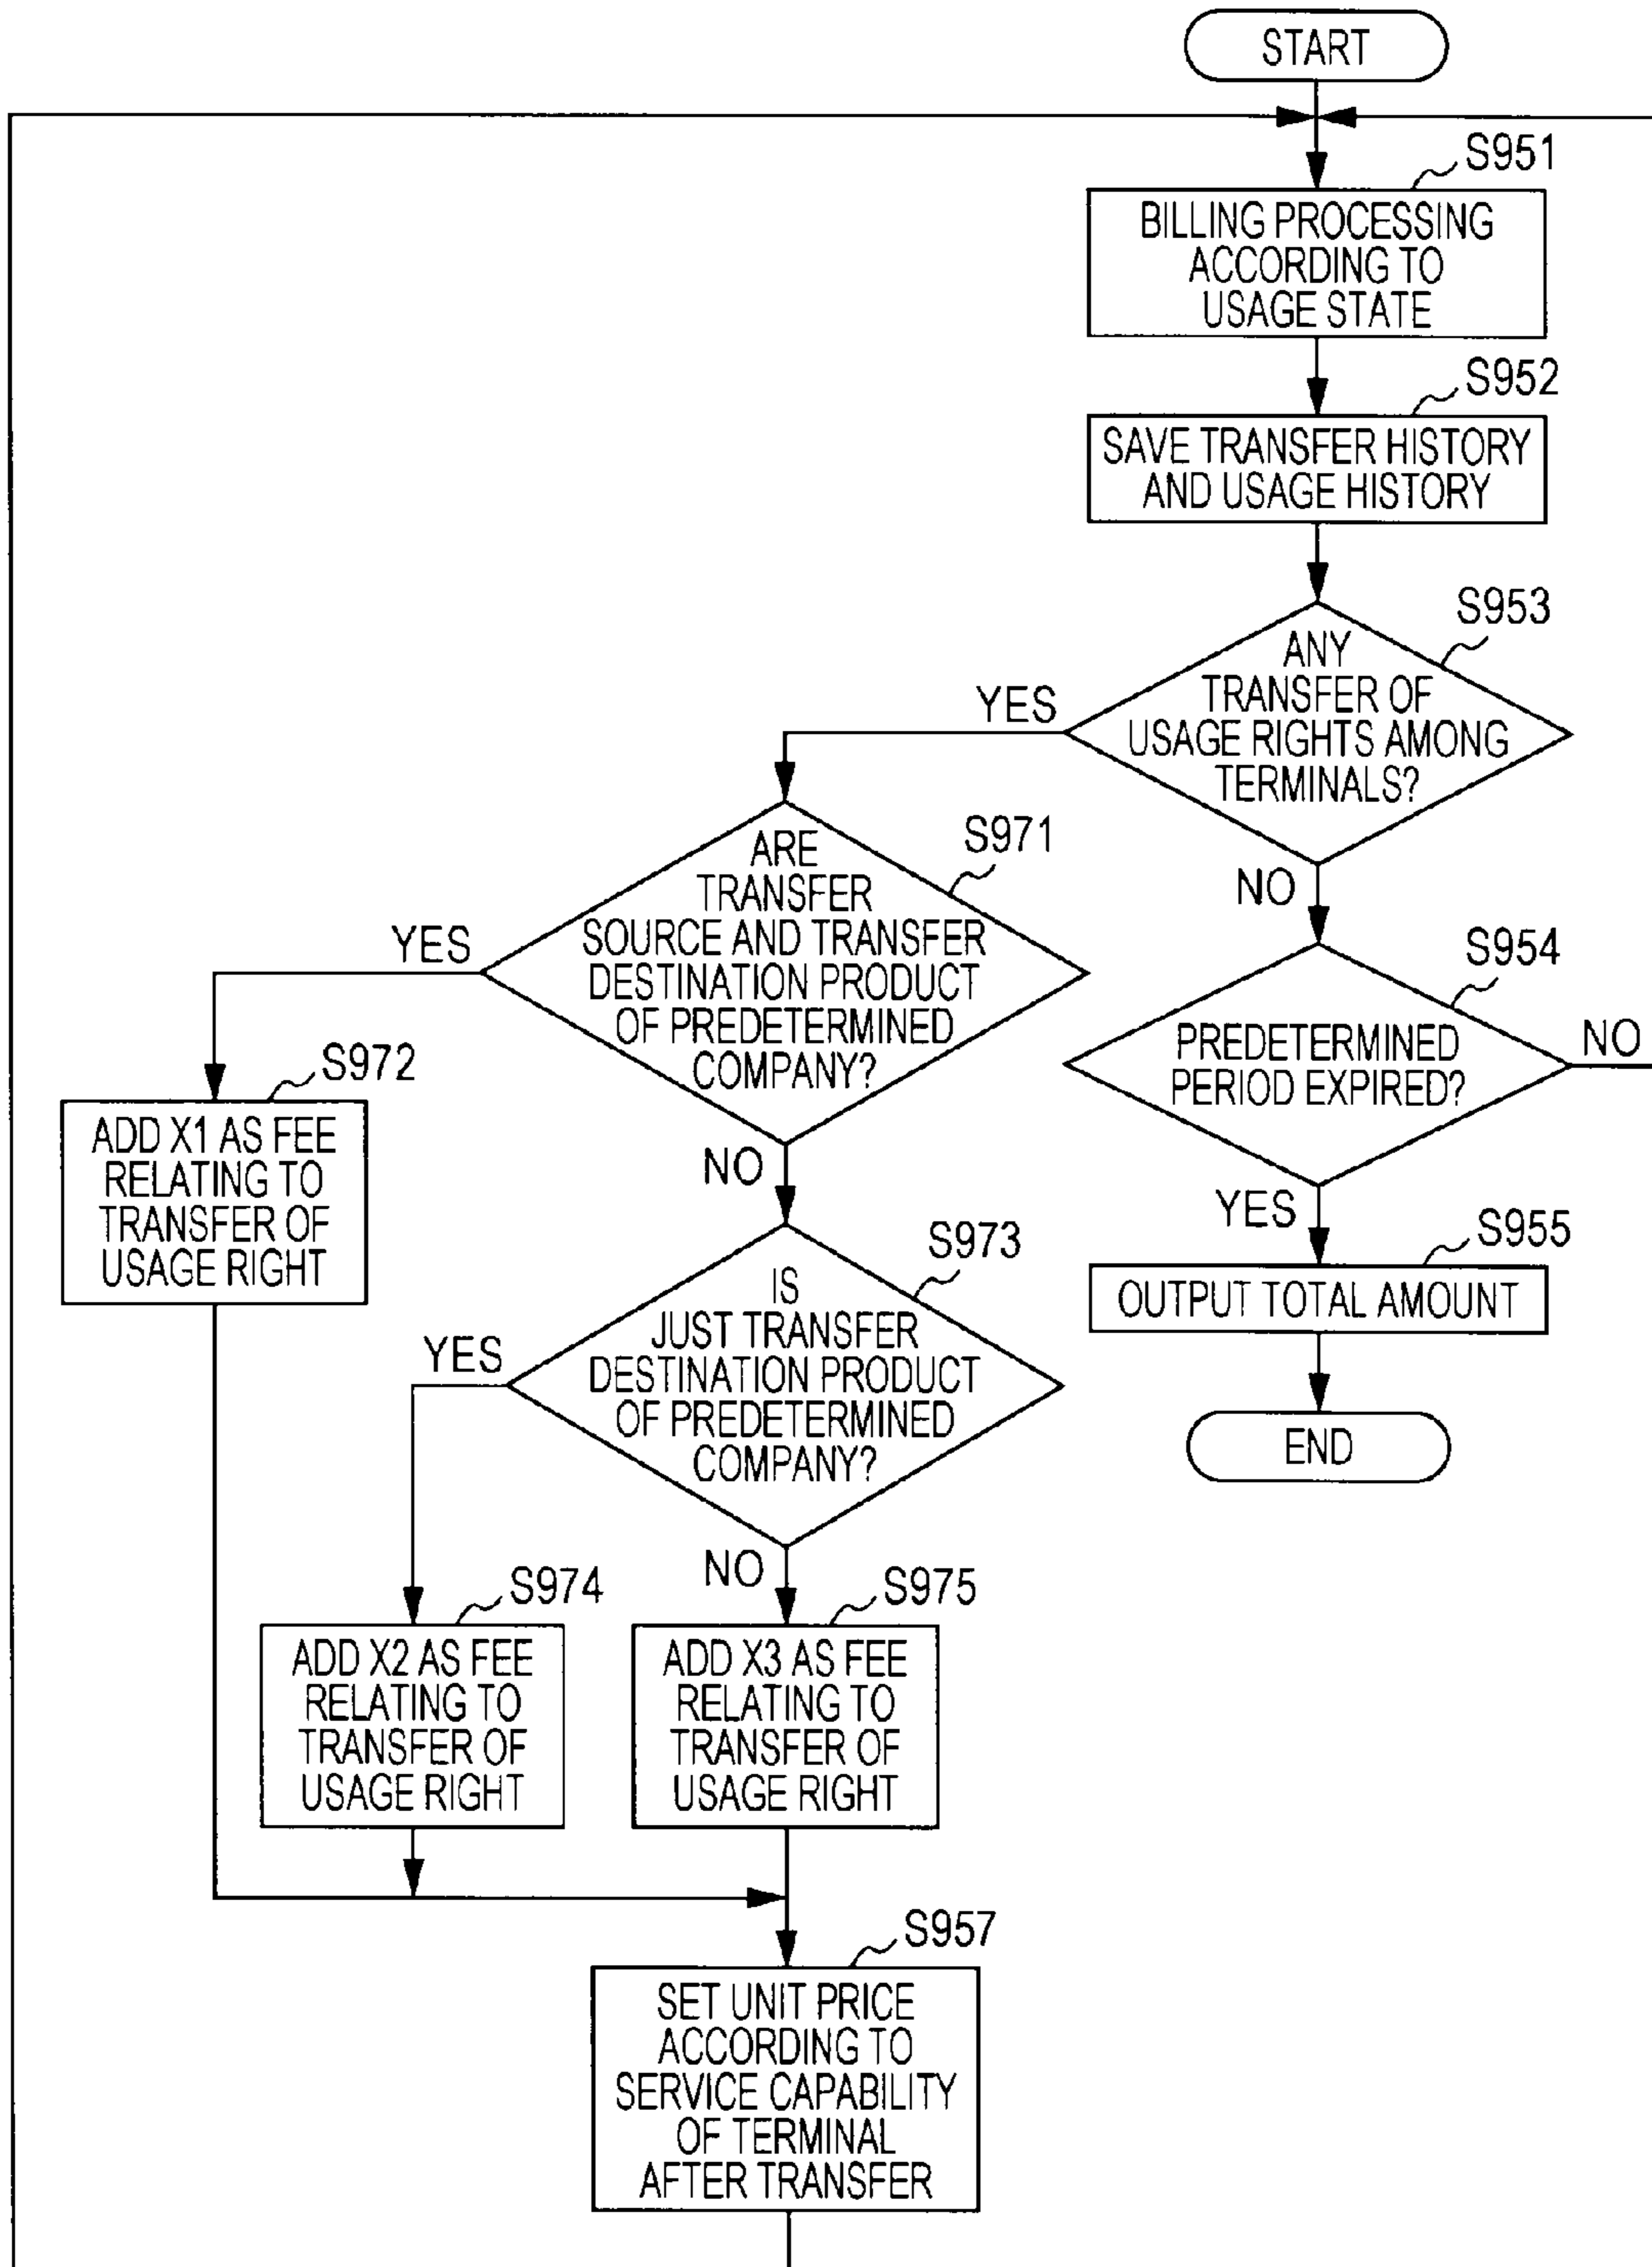 START
S951
BILLING PROCESSING
ACCORDING TO
USAGE STATE
S952
SAVE TRANSFER HISTORY
AND USAGE HISTORY
S953
ANY
TRANSFER OF
USAGE RIGHTS AMONG
TERMINALS?
YES
NO
S971
ARE
TRANSFER
SOURCE AND TRANSFER
DESTINATION PRODUCT
OF PREDETERMINED
COMPANY?
YES
NO
S954
PREDETERMINED
PERIOD EXPIRED?
NO
YES
S972
ADD X1 AS FEE
RELATING TO
TRANSFER OF
USAGE RIGHT
S973
IS
JUST TRANSFER
DESTINATION PRODUCT
OF PREDETERMINED
COMPANY?
YES
NO
S955
OUTPUT TOTAL AMOUNT
END
S974
ADD X2 AS FEE
RELATING TO
TRANSFER OF
USAGE RIGHT
S975
ADD X3 AS FEE
RELATING TO
TRANSFER OF
USAGE RIGHT
S957
SET UNIT PRICE
ACCORDING TO
SERVICE CAPABILITY
OF TERMINAL
AFTER TRANSFER